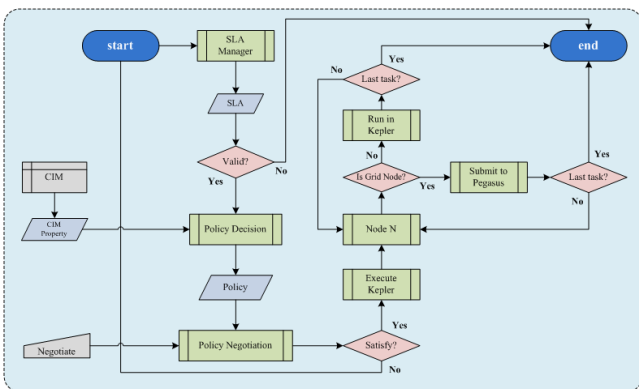 start
SLA
Manager
end
Yes
No
Last task?
SLA
Run in
Kepler
Valid?
No
Yes
No
CIM
Is Grid Node?
Yes
Submit to
Pegasus
Last task?
Yes
No
CIM
Property
Policy Decision
Node N
Policy
Execute
Kepler
Yes
Negotiate
Policy Negotiation
Satisfy?
No